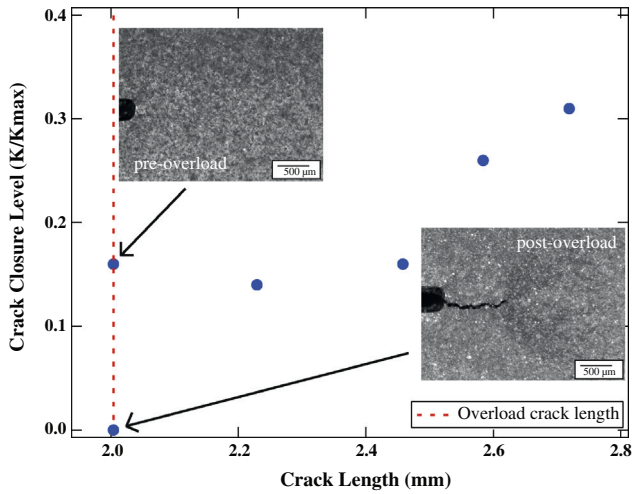 Crack Closure Level (K/Kmax)
0.4
0.3
0.2
0.1
0.0
pre-overload
500 µm
post-overload
500 µm
Overload crack length
2.0 2.2 2.4 2.6 2.8
Crack Length (mm)